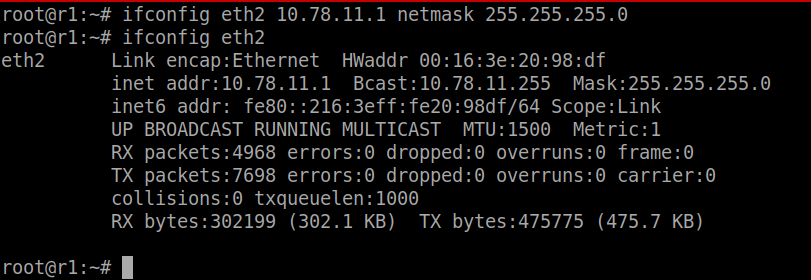 root@r1:~# ifconfig eth2 10.78.11.1 netmask 255.255.255.0
root@r1:~# ifconfig eth2
eth2      Link encap:Ethernet  HWaddr 00:16:3e:20:98:df
          inet addr:10.78.11.1  Bcast:10.78.11.255  Mask:255.255.255.0
          inet6 addr: fe80::216:3eff:fe20:98df/64 Scope:Link
          UP BROADCAST RUNNING MULTICAST  MTU:1500  Metric:1
          RX packets:4968 errors:0 dropped:0 overruns:0 frame:0
          TX packets:7698 errors:0 dropped:0 overruns:0 carrier:0
          collisions:0 txqueuelen:1000
          RX bytes:302199 (302.1 KB)  TX bytes:475775 (475.7 KB)
root@r1:~#